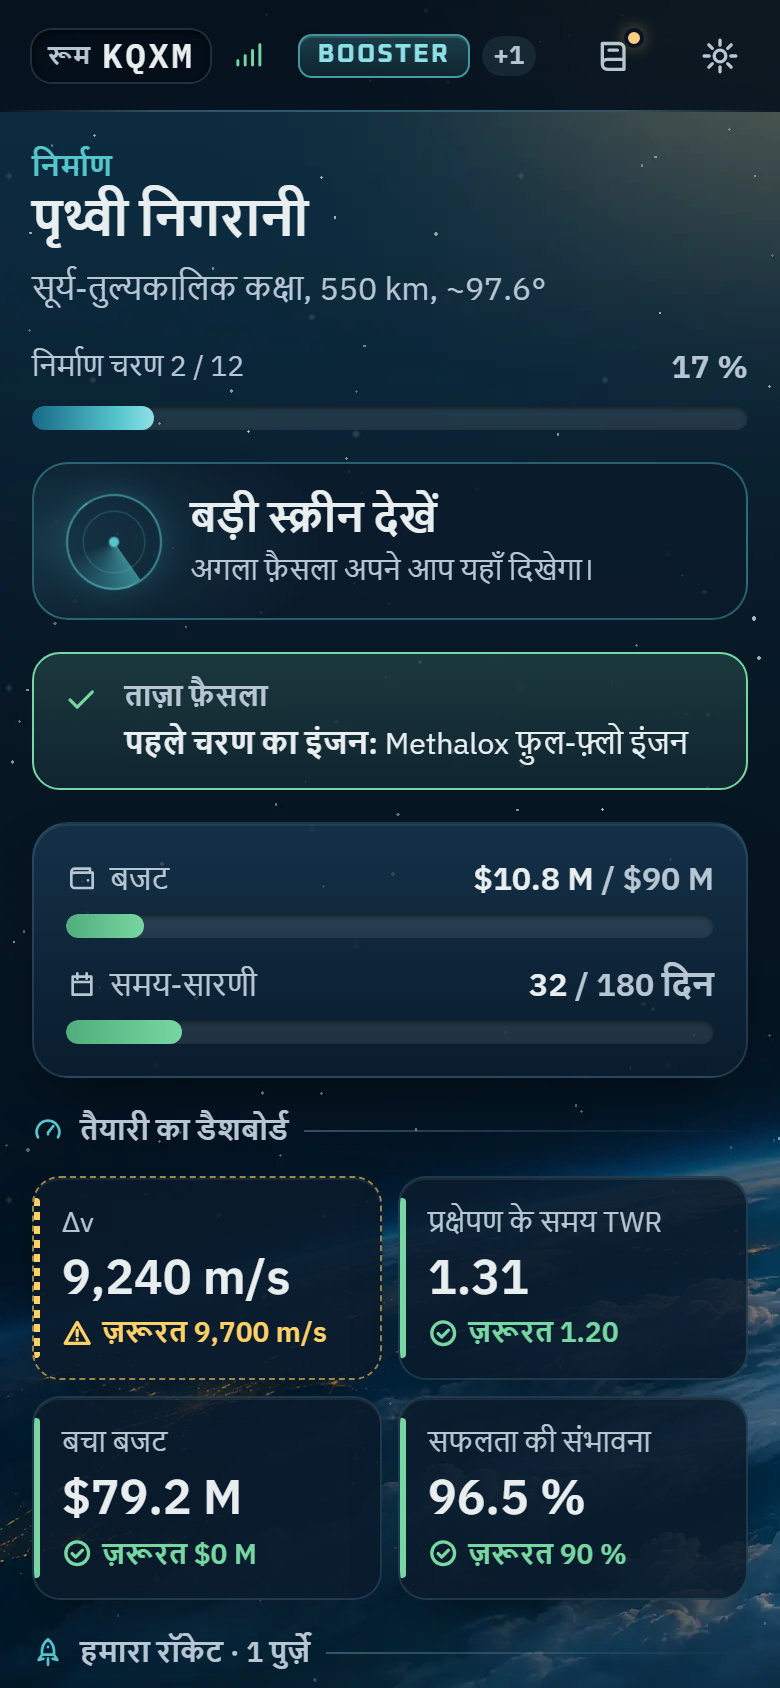 रूम KQXM
BOOSTER
+1
निर्माण
पृथ्वी निगरानी
सूर्य-तुल्यकालिक कक्षा, 550 km, ~97.6°
निर्माण चरण 2 / 12
17 %
बड़ी स्क्रीन देखें
अगला फ़ैसला अपने आप यहाँ दिखेगा।
ताज़ा फ़ैसला
पहले चरण का इंजन: Methalox फ़ुल-फ़्लो इंजन
बजट
$10.8 M / $90 M
समय-सारणी
32 / 180 दिन
तैयारी का डैशबोर्ड
Δv
9,240 m/s
ज़रूरत 9,700 m/s
प्रक्षेपण के समय TWR
1.31
ज़रूरत 1.20
बचा बजट
$79.2 M
ज़रूरत $0 M
सफलता की संभावना
96.5 %
ज़रूरत 90 %
हमारा रॉकेट · 1 पुर्ज़े